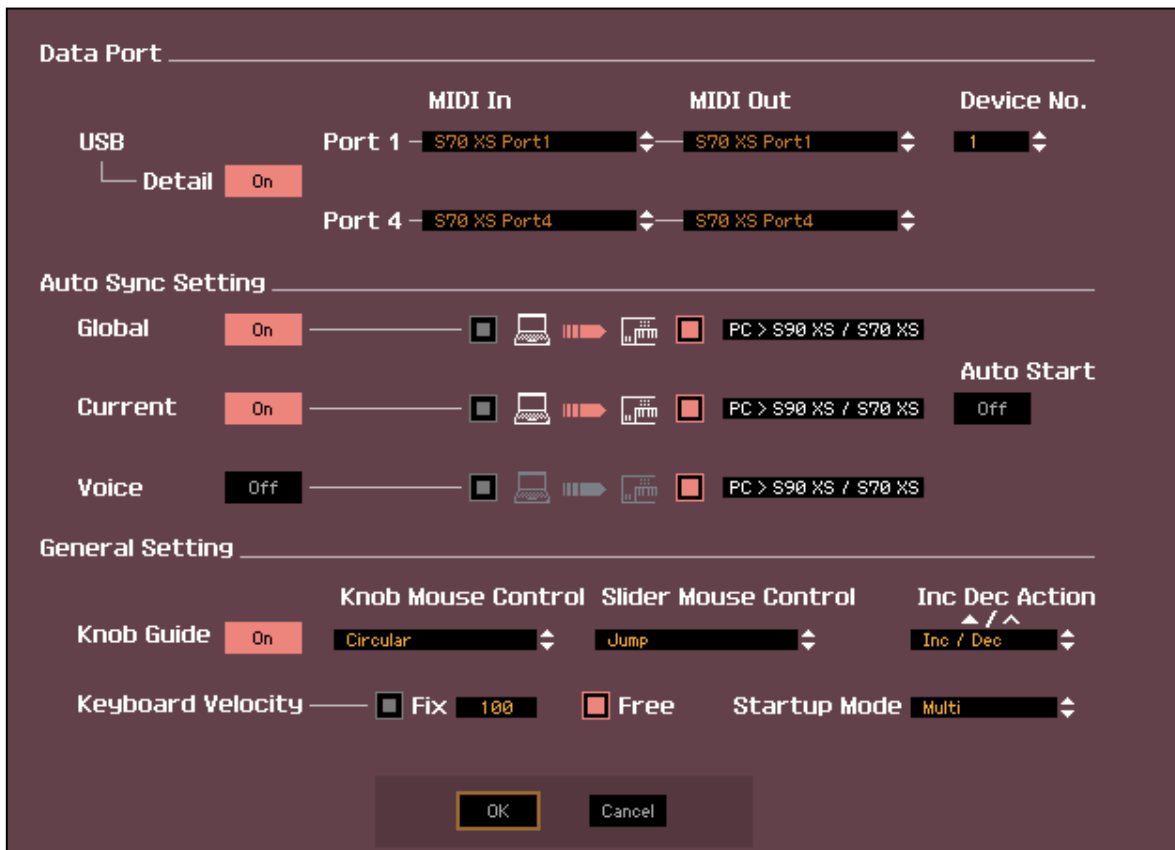 Data Port
MIDI In MIDI Out Device No.
USB Port 1 S70 XS Port1 S70 XS Port1 1
Detail On
Port 4 S70 XS Port4 S70 XS Port4
Auto Sync Setting
Global On PC > S90 XS / S70 XS
Auto Start
Current On PC > S90 XS / S70 XS Off
Voice Off PC > S90 XS / S70 XS
General Setting
Knob Mouse Control Slider Mouse Control Inc Dec Action
Knob Guide On Circular Jump Inc / Dec
Keyboard Velocity Fix 100 Free Startup Mode Multi
OK Cancel